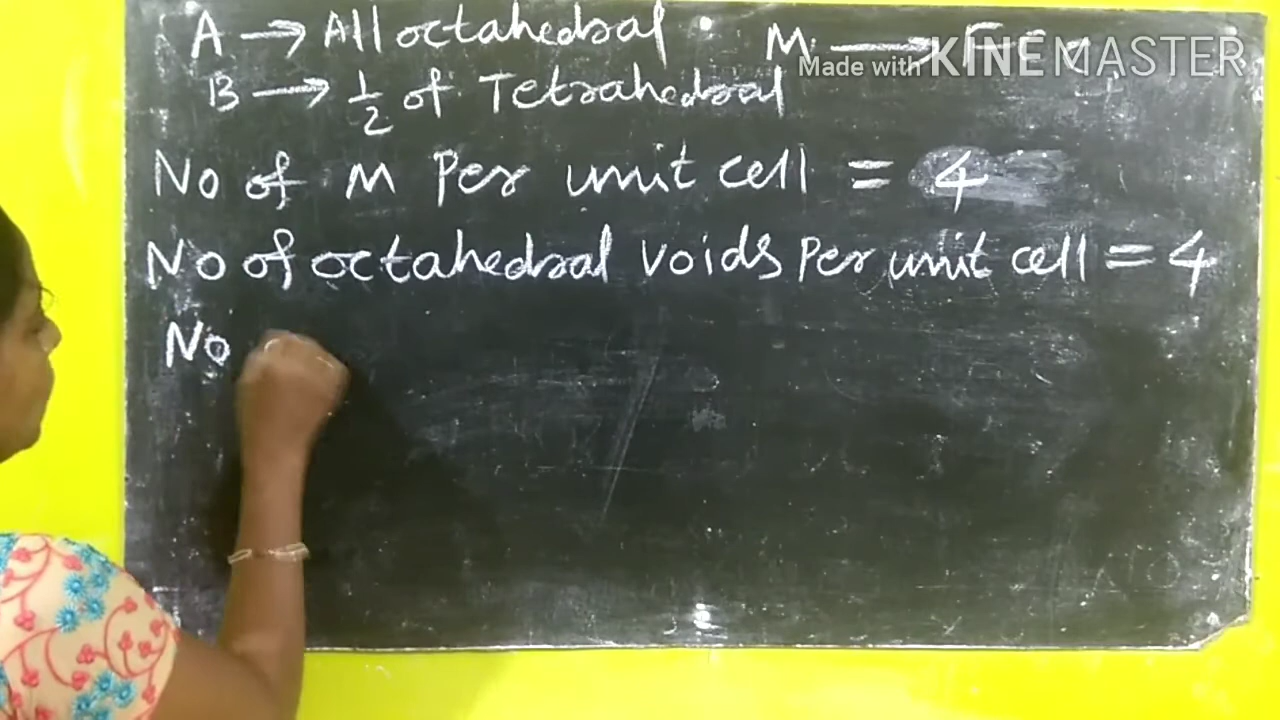 A → All octahedral M →
Made with KINEMASTER
B → 1/2 of Tetrahedral
No of M Per unit cell = 4
No of octahedral voids Per unit cell = 4
No